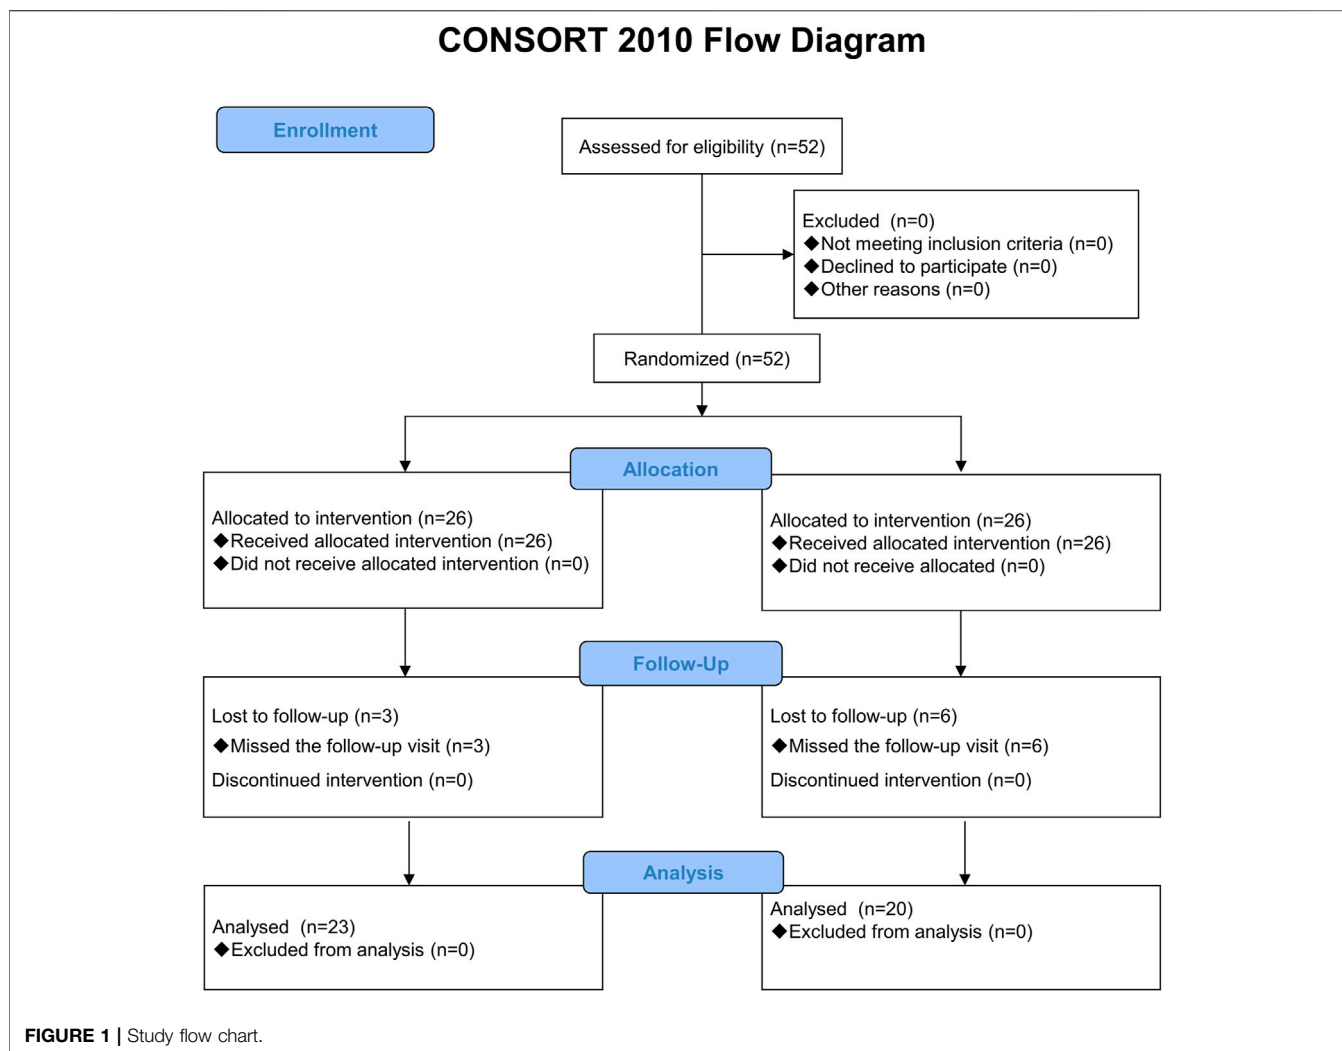 CONSORT 2010 Flow Diagram
Enrollment
Assessed for eligibility (n=52)
Excluded (n=0)
◆Not meeting inclusion criteria (n=0)
◆Declined to participate (n=0)
◆Other reasons (n=0)
Randomized (n=52)
Allocation
Allocated to intervention (n=26)
◆Received allocated intervention (n=26)
◆Did not receive allocated intervention (n=0)
Allocated to intervention (n=26)
◆Received allocated intervention (n=26)
◆Did not receive allocated (n=0)
Follow-Up
Lost to follow-up (n=3)
◆Missed the follow-up visit (n=3)
Discontinued intervention (n=0)
Lost to follow-up (n=6)
◆Missed the follow-up visit (n=6)
Discontinued intervention (n=0)
Analysis
Analysed (n=23)
◆Excluded from analysis (n=0)
Analysed (n=20)
◆Excluded from analysis (n=0)
FIGURE 1 | Study flow chart.